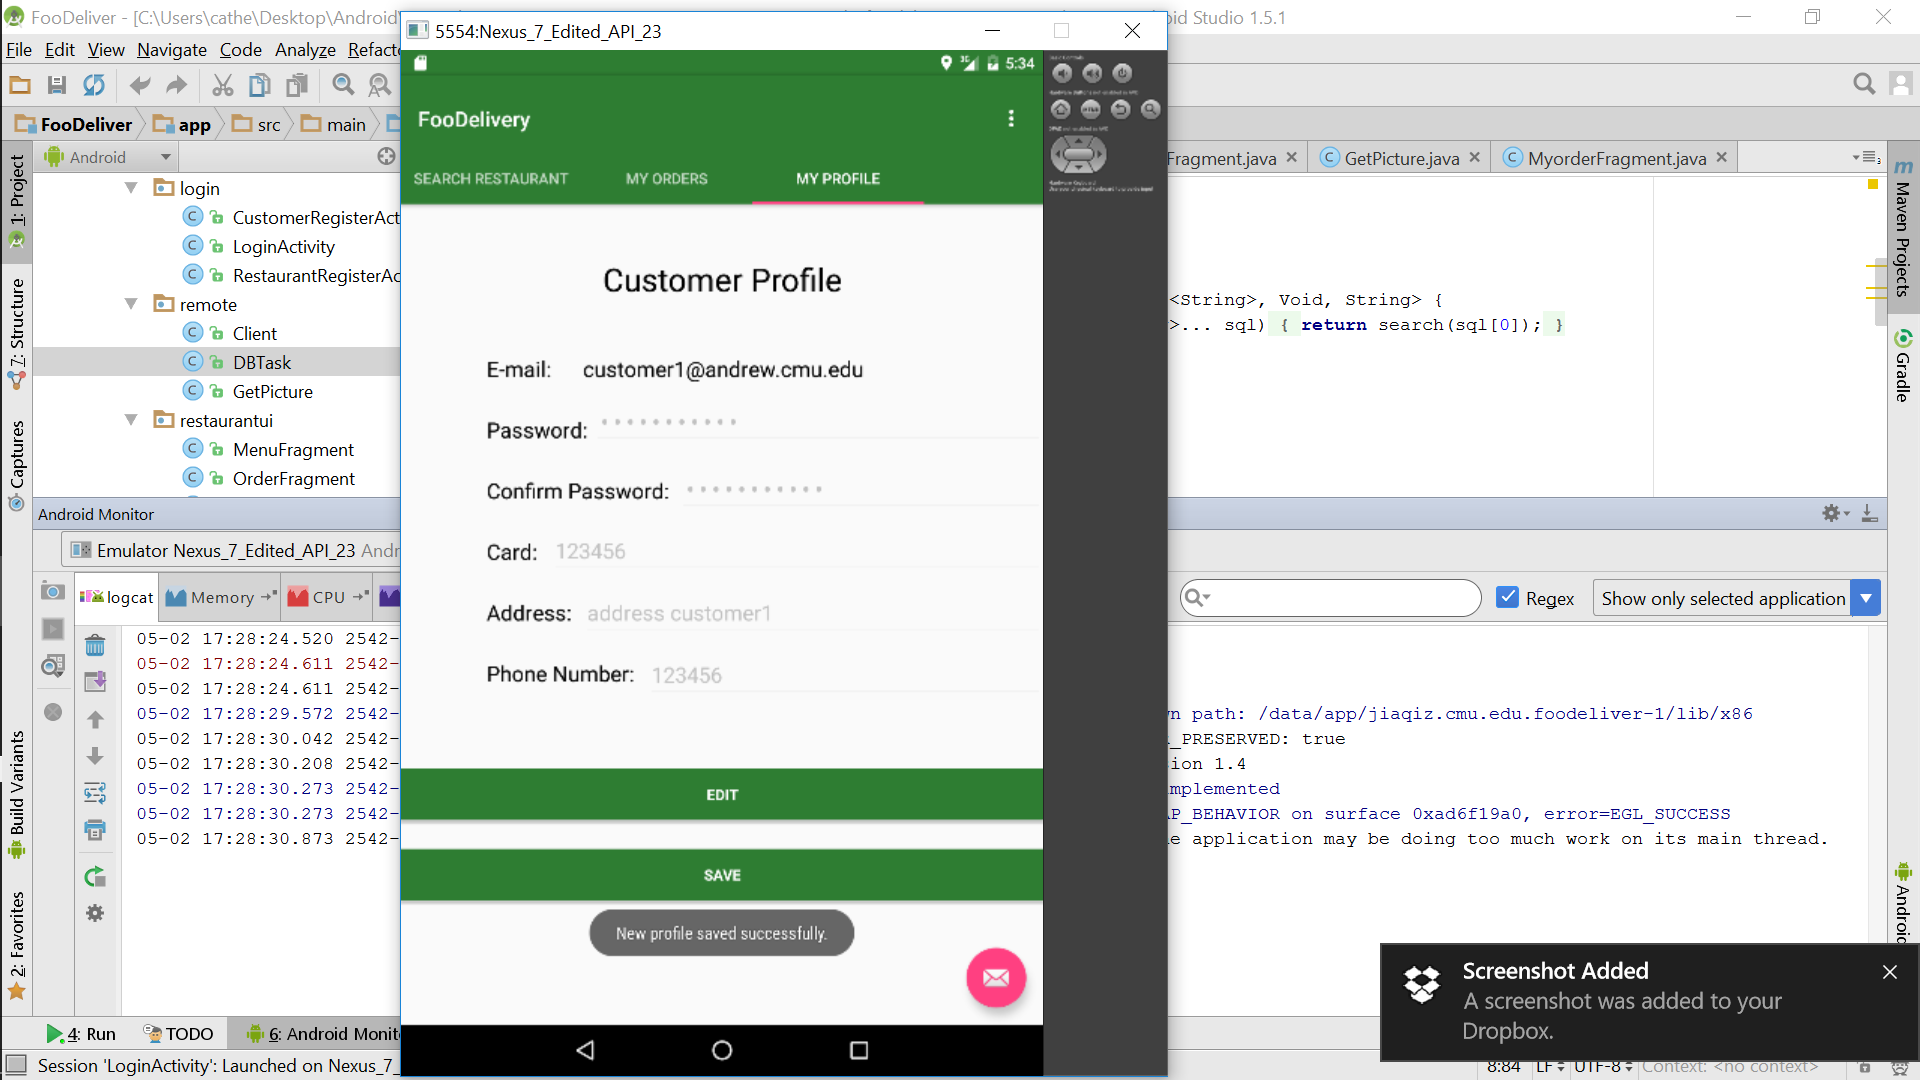 FooDeliver - [C:\Users\cathe\Desktop\Android\
oid Studio 1.5.1
File Edit View Navigate Code Analyze Refacto
FooDeliver app src main
Android
login
CustomerRegisterAct
LoginActivity
RestaurantRegisterAc
remote
Client
DBTask
GetPicture
restaurantui
MenuFragment
OrderFragment
1: Project
7: Structure
Captures
Build Variants
2: Favorites
Android Monitor
Emulator Nexus_7_Edited_API_23 Andr
logcat Memory CPU
05-02 17:28:24.520 2542-
05-02 17:28:24.611 2542-
05-02 17:28:24.611 2542-
05-02 17:28:29.572 2542-
05-02 17:28:30.042 2542-
05-02 17:28:30.208 2542-
05-02 17:28:30.273 2542-
05-02 17:28:30.273 2542-
05-02 17:28:30.873 2542-
4: Run TODO 6: Android Monito
Session 'LoginActivity': Launched on Nexus_7_
5554:Nexus_7_Edited_API_23
3G 5:34
FooDelivery
SEARCH RESTAURANT MY ORDERS MY PROFILE
Customer Profile
E-mail: customer1@andrew.cmu.edu
Password: •••••••••••
Confirm Password: •••••••••••
Card: 123456
Address: address customer1
Phone Number: 123456
EDIT
SAVE
New profile saved successfully.
Fragment.java GetPicture.java MyorderFragment.java
<String>, Void, String> {
>... sql) { return search(sql[0]); }
Regex Show only selected application
wn path: /data/app/jiaqiz.cmu.edu.foodeliver-1/lib/x86
_PRESERVED: true
ion 1.4
mplemented
AP_BEHAVIOR on surface 0xad6f19a0, error=EGL_SUCCESS
e application may be doing too much work on its main thread.
Maven Projects
Gradle
Androic
Screenshot Added
A screenshot was added to your
Dropbox.
8:84 LF UTF-8 Context: <no context>